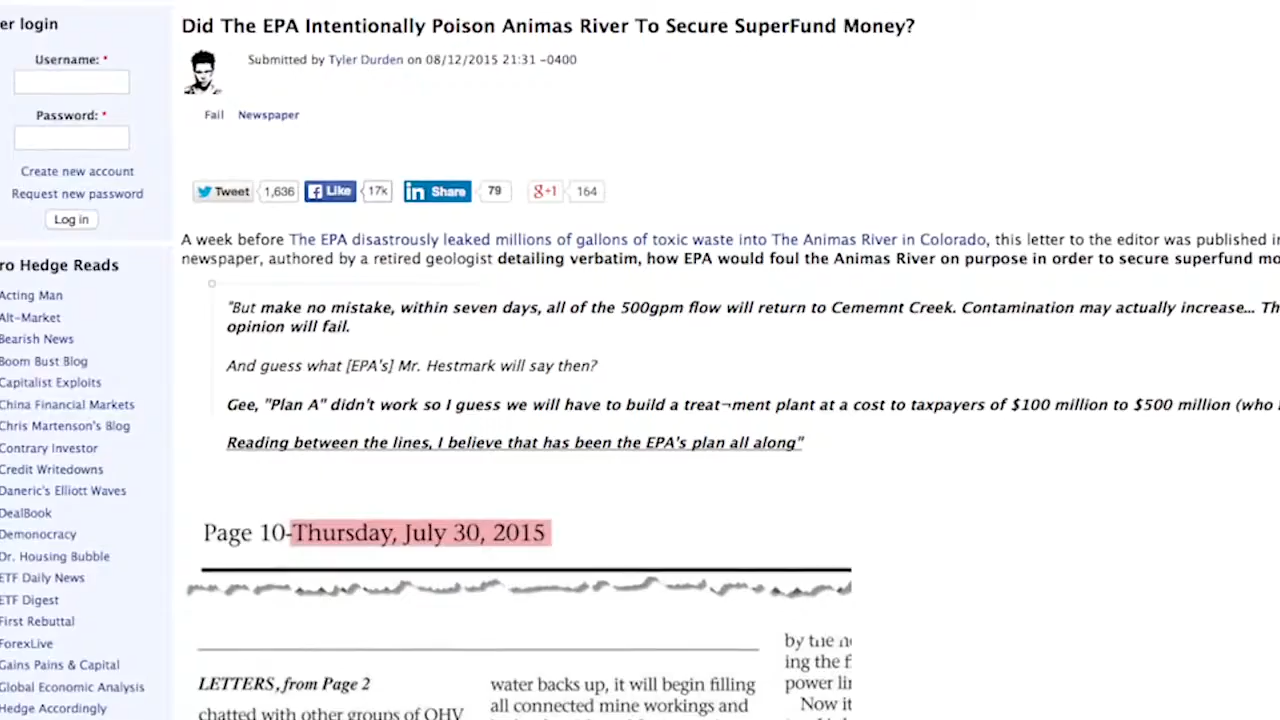 er login
Username: *
Password: *
Create new account
Request new password
Log in
ro Hedge Reads
Acting Man
Alt-Market
Bearish News
Boom Bust Blog
Capitalist Exploits
China Financial Markets
Chris Martenson's Blog
Contrary Investor
Credit Writedowns
Daneric's Elliott Waves
DealBook
Demonocracy
Dr. Housing Bubble
ETF Daily News
ETF Digest
First Rebuttal
ForexLive
Gains Pains & Capital
Global Economic Analysis
Hedge Accordingly
Did The EPA Intentionally Poison Animas River To Secure SuperFund Money?
Submitted by Tyler Durden on 08/12/2015 21:31 -0400
Fail Newspaper
Tweet 1,636 Like 17k Share 79 g+1 164
A week before The EPA disastrously leaked millions of gallons of toxic waste into The Animas River in Colorado, this letter to the editor was published i
newspaper, authored by a retired geologist detailing verbatim, how EPA would foul the Animas River on purpose in order to secure superfund mo
"But make no mistake, within seven days, all of the 500gpm flow will return to Cememnt Creek. Contamination may actually increase... Th
opinion will fail.
And guess what [EPA's] Mr. Hestmark will say then?
Gee, "Plan A" didn't work so I guess we will have to build a treat¬ment plant at a cost to taxpayers of $100 million to $500 million (who
Reading between the lines, I believe that has been the EPA's plan all along"
Page 10-Thursday, July 30, 2015
LETTERS, from Page 2
chatted with other groups of OHV
water backs up, it will begin filling
all connected mine workings and
by the
ing the f
power li
Now it